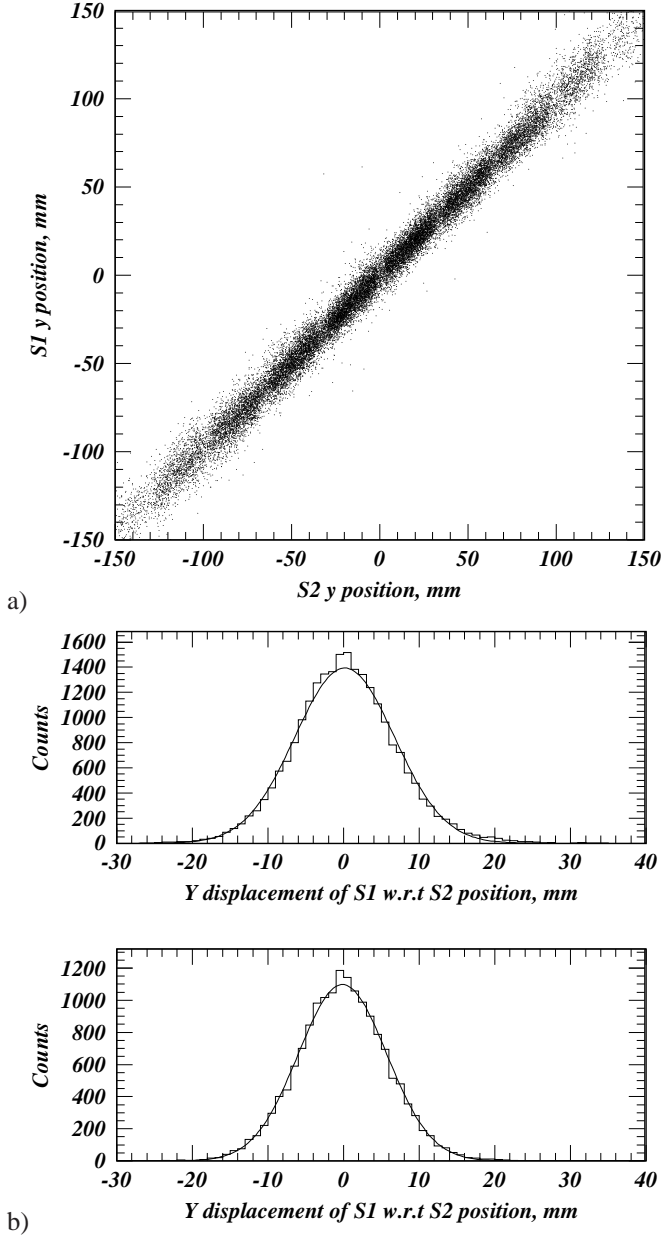 150
100
50
0
-50
-100
-150
S1 y position, mm
-150 -100 -50 0 50 100 150
S2 y position, mm
a)
1600
1400
1200
1000
800
600
400
200
0
Counts
-30 -20 -10 0 10 20 30 40
Y displacement of S1 w.r.t S2 position, mm
1200
1000
800
600
400
200
0
Counts
-30 -20 -10 0 10 20 30 40
Y displacement of S1 w.r.t S2 position, mm
b)